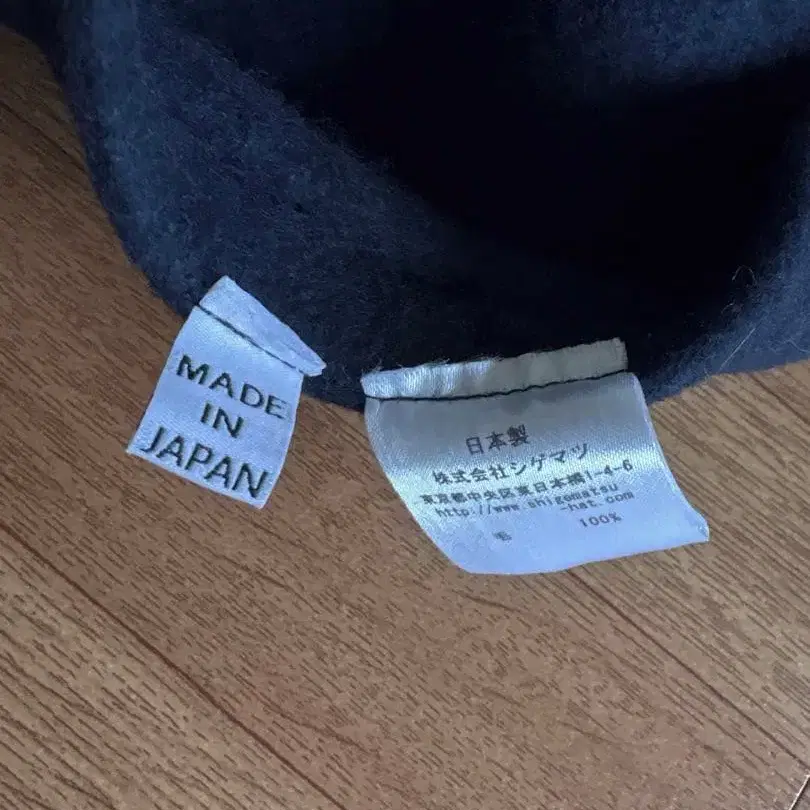 MADE
IN
JAPAN
日本製
株式会社シゲマツ
東京都中央区東日本橋1-4-6
http://www.shigematsu
-hat.com
毛 100%